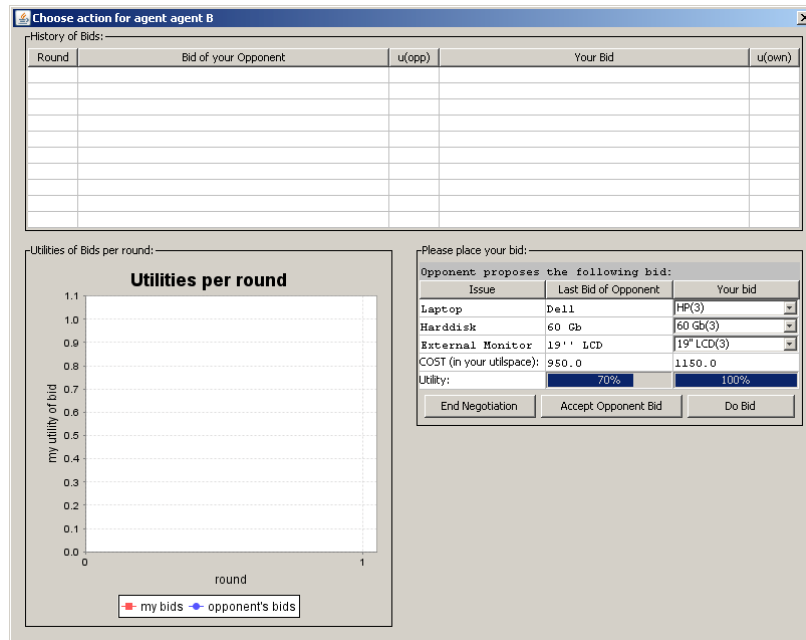 Choose action for agent agent B
History of Bids:
Round Bid of your Opponent u(opp) Your Bid u(own)
Utilities of Bids per round:
Utilities per round
1.1
1.0
0.9
0.8
0.7
0.6
0.5
0.4
0.3
0.2
0.1
0.0
my utility of bid
0 1
round
my bids opponent's bids
Please place your bid:
Opponent proposes the following bid:
Issue Last Bid of Opponent Your bid
Laptop Dell HP(3)
Harddisk 60 Gb 60 Gb(3)
External Monitor 19'' LCD 19" LCD(3)
COST (in your utilspace): 950.0 1150.0
Utility: 70% 100%
End Negotiation Accept Opponent Bid Do Bid